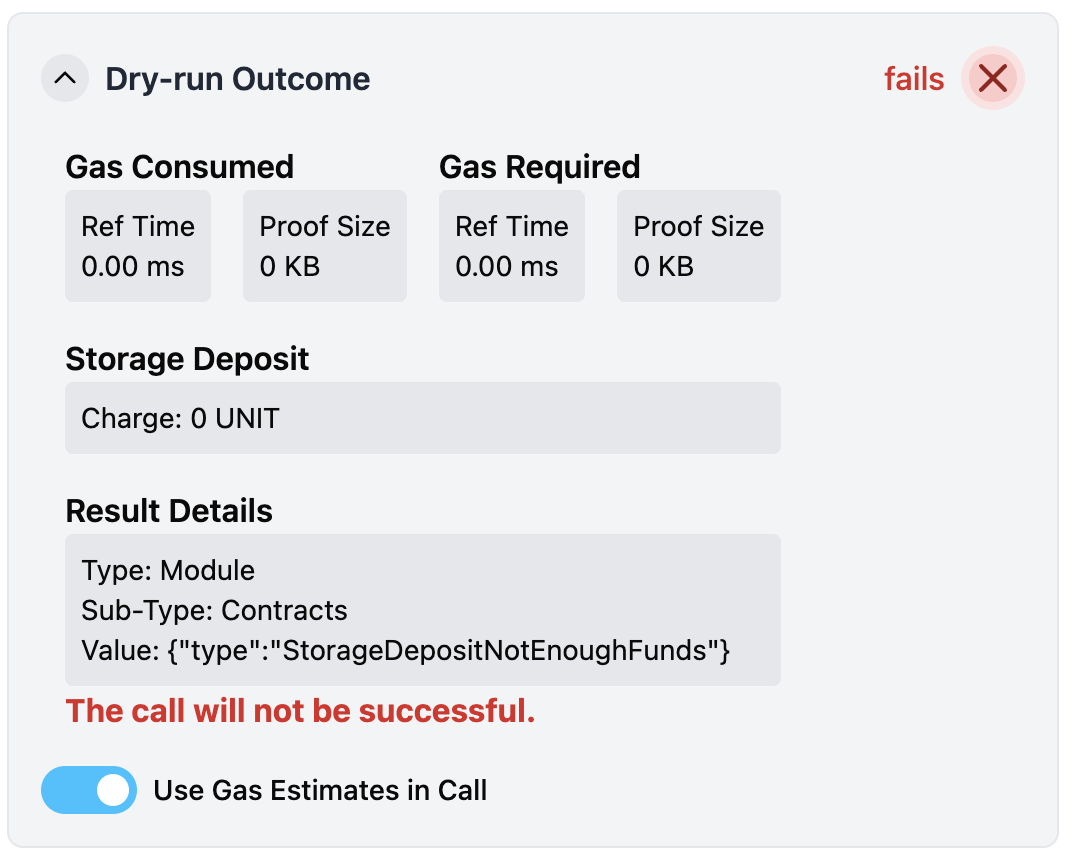 Dry-run Outcome
fails
Gas Consumed
Gas Required
Ref Time
0.00 ms
Proof Size
0 KB
Ref Time
0.00 ms
Proof Size
0 KB
Storage Deposit
Charge: 0 UNIT
Result Details
Type: Module
Sub-Type: Contracts
Value: {"type":"StorageDepositNotEnoughFunds"}
The call will not be successful.
Use Gas Estimates in Call